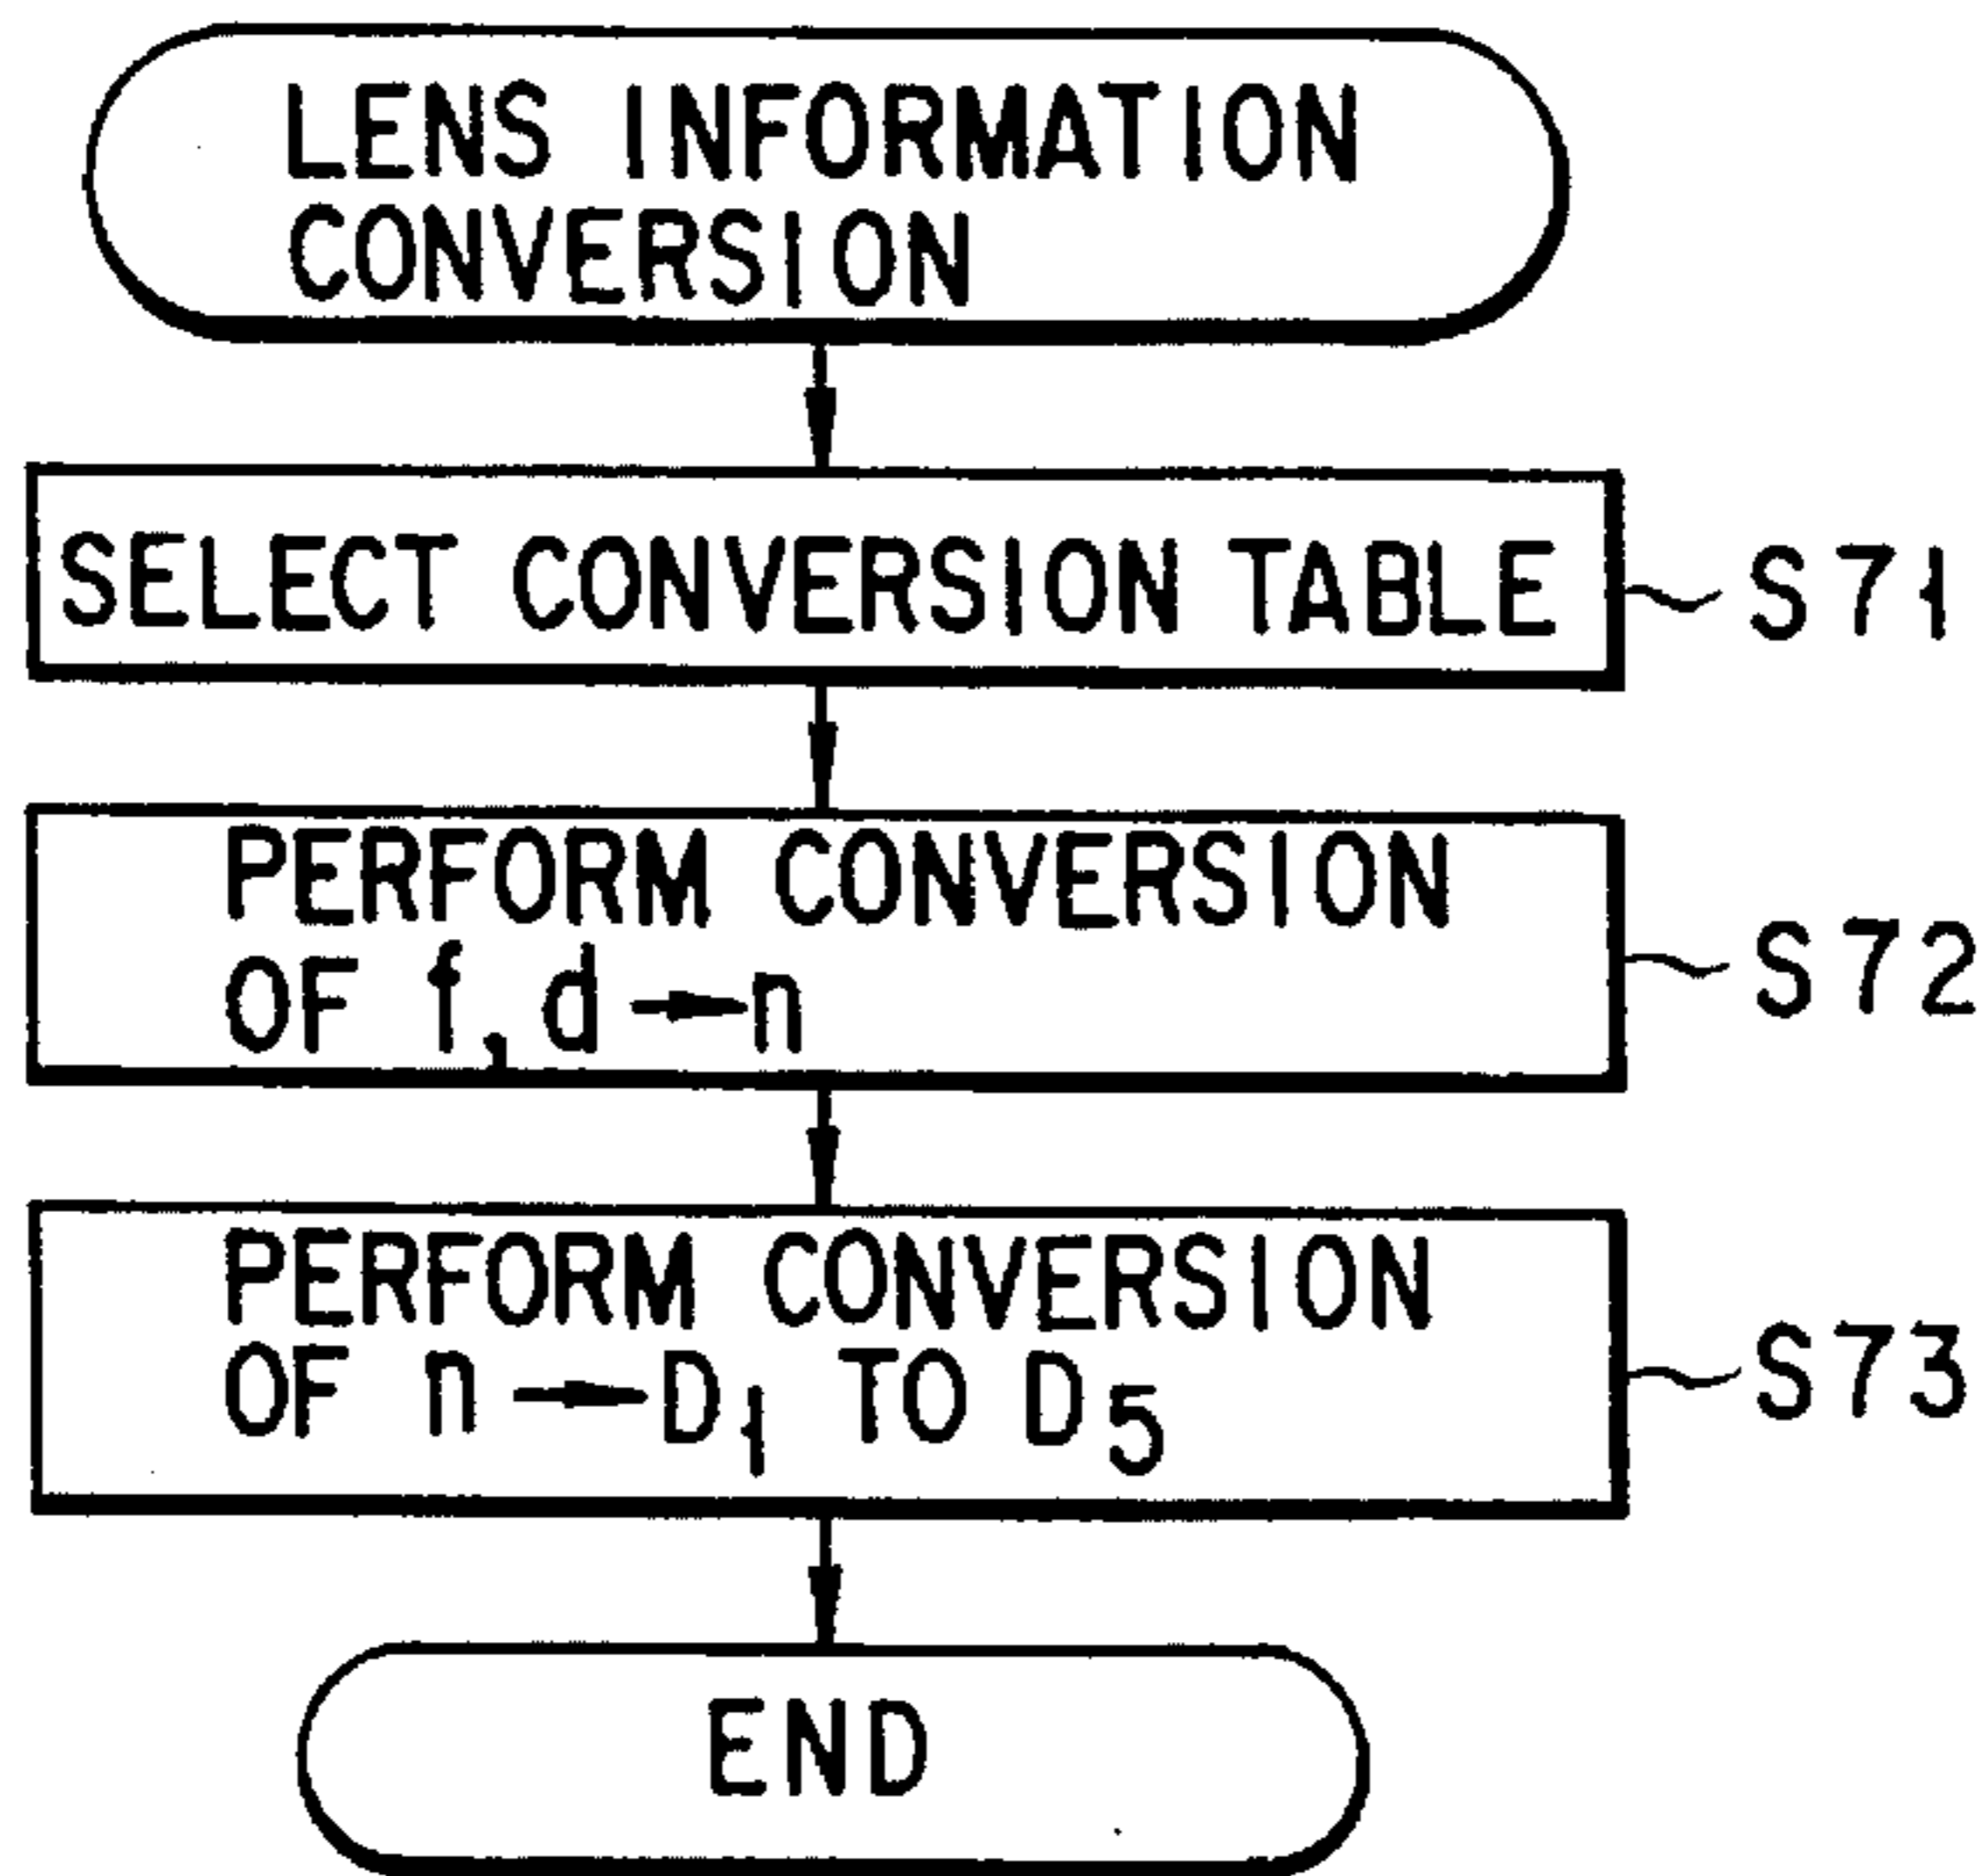 LENS INFORMATION
CONVERSION
SELECT CONVERSION TABLE
S71
PERFORM CONVERSION
OF f, d → n
S72
PERFORM CONVERSION
OF n → D₁ TO D₅
S73
END